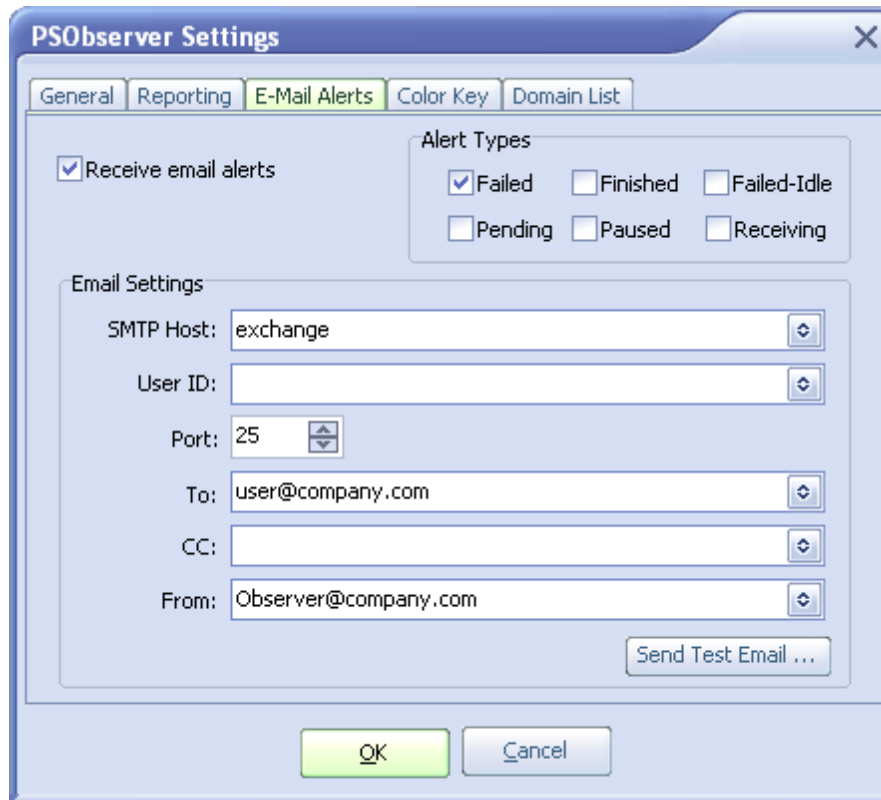 PSObserver Settings
General Reporting E-Mail Alerts Color Key Domain List
Receive email alerts
Alert Types
Failed Finished Failed-Idle
Pending Paused Receiving
Email Settings
SMTP Host: exchange
User ID:
Port: 25
To: user@company.com
CC:
From: Observer@company.com
Send Test Email ...
OK Cancel